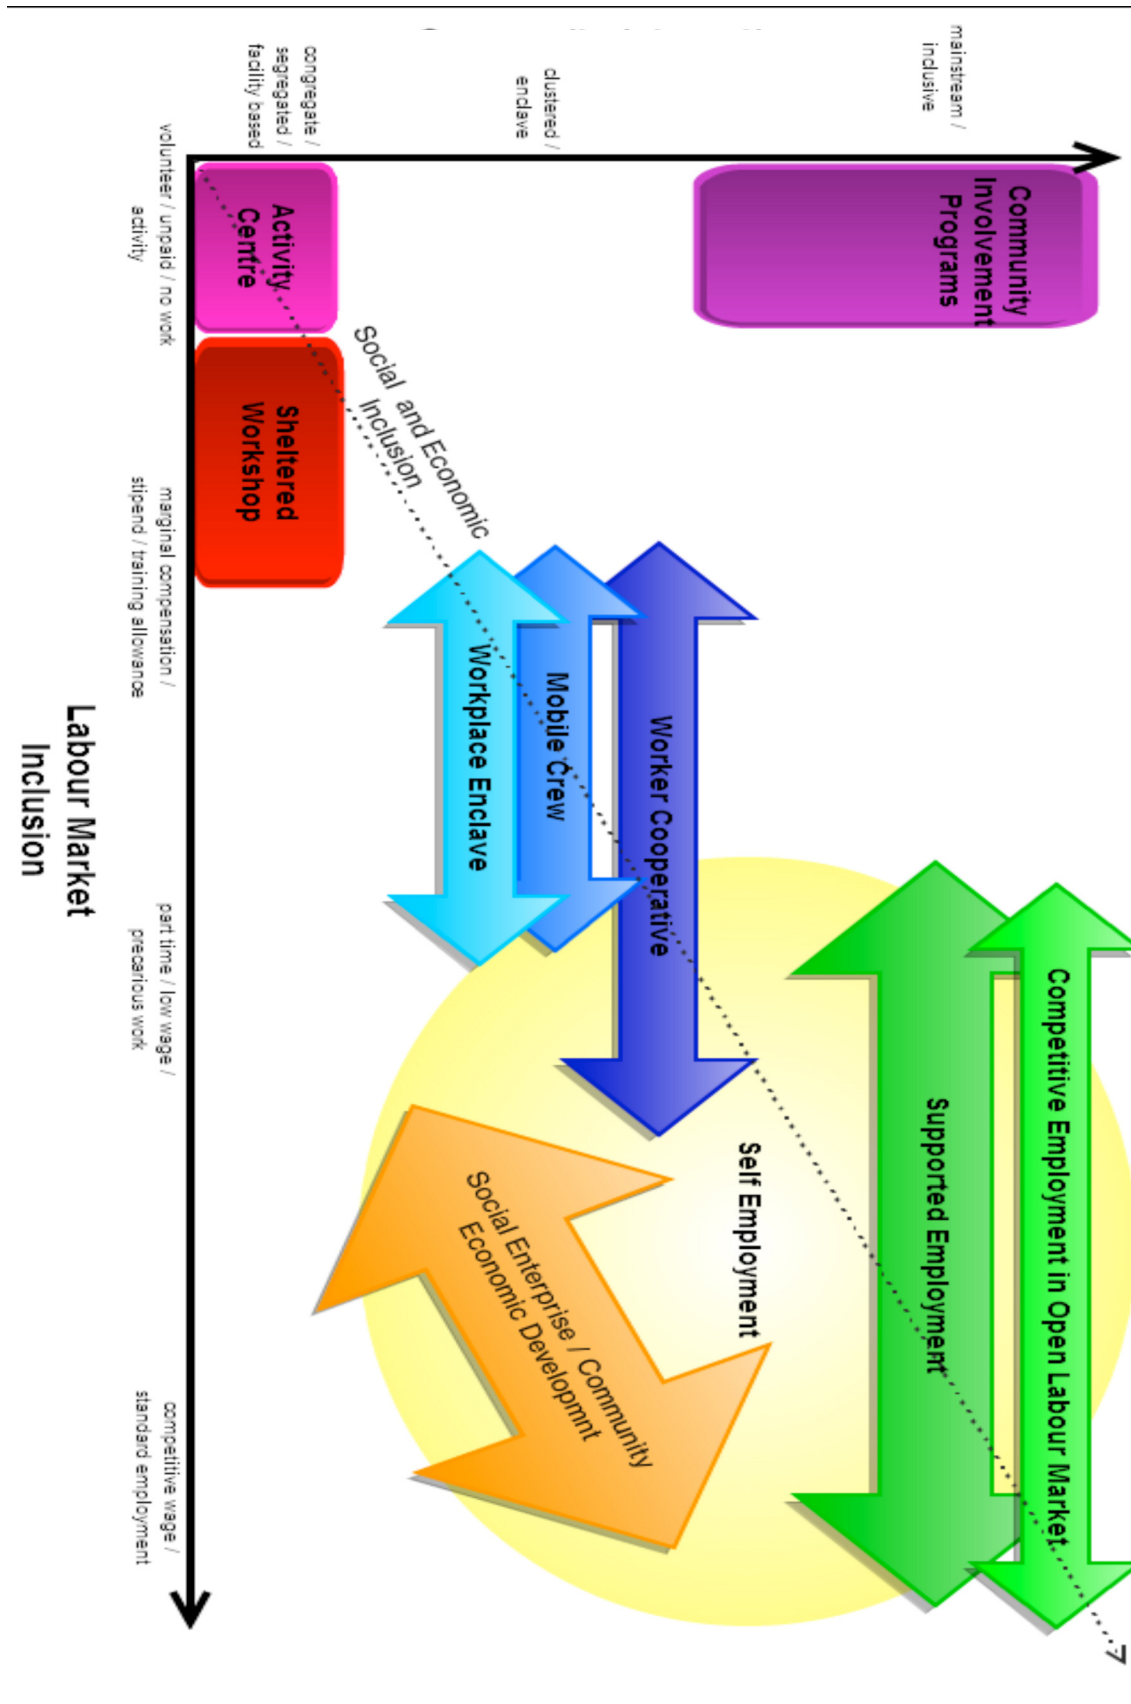 mainstream /
inclusive
clustered /
enclave
congregate /
segregated /
facility based
Community
Involvement
Programs
Activity
Centre
Sheltered
Workshop
Social and Economic
Inclusion
Competitive Employment in Open Labour Market
Supported Employment
Self Employment
Worker Cooperative
Mobile Crew
Workplace Enclave
Social Enterprise / Community
Economic Developmnt
volunteer / unpaid / no work
activity
marginal compensation /
stipend / training allowance
part time / low wage /
precarious work
competitive wage /
standard employment
Labour Market
Inclusion